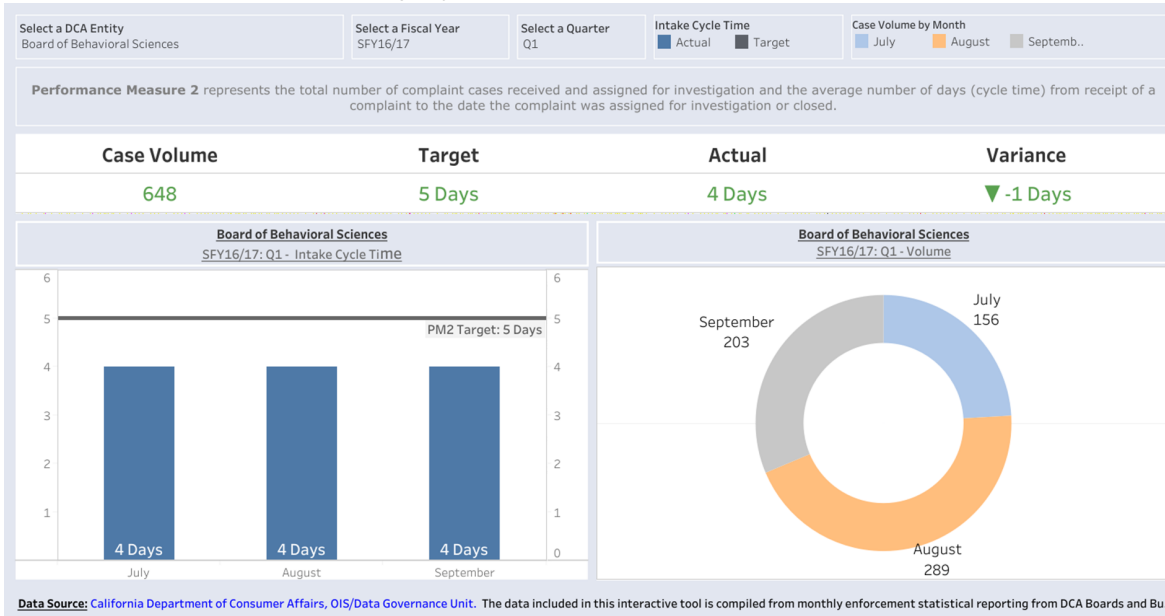 Select a DCA Entity
Board of Behavioral Sciences
Select a Fiscal Year
SFY16/17
Select a Quarter
Q1
Intake Cycle Time
Actual Target
Case Volume by Month
July August Septemb..
Performance Measure 2 represents the total number of complaint cases received and assigned for investigation and the average number of days (cycle time) from receipt of a
complaint to the date the complaint was assigned for investigation or closed.
Case Volume Target Actual Variance
648 5 Days 4 Days ▼ -1 Days
Board of Behavioral Sciences
SFY16/17: Q1 - Intake Cycle Time
6 6
5 5
PM2 Target: 5 Days
4 4
3 3
2 2
1 1
0
4 Days 4 Days 4 Days
July August September
Board of Behavioral Sciences
SFY16/17: Q1 - Volume
July
156
September
203
August
289
Data Source: California Department of Consumer Affairs, OIS/Data Governance Unit. The data included in this interactive tool is compiled from monthly enforcement statistical reporting from DCA Boards and Bu